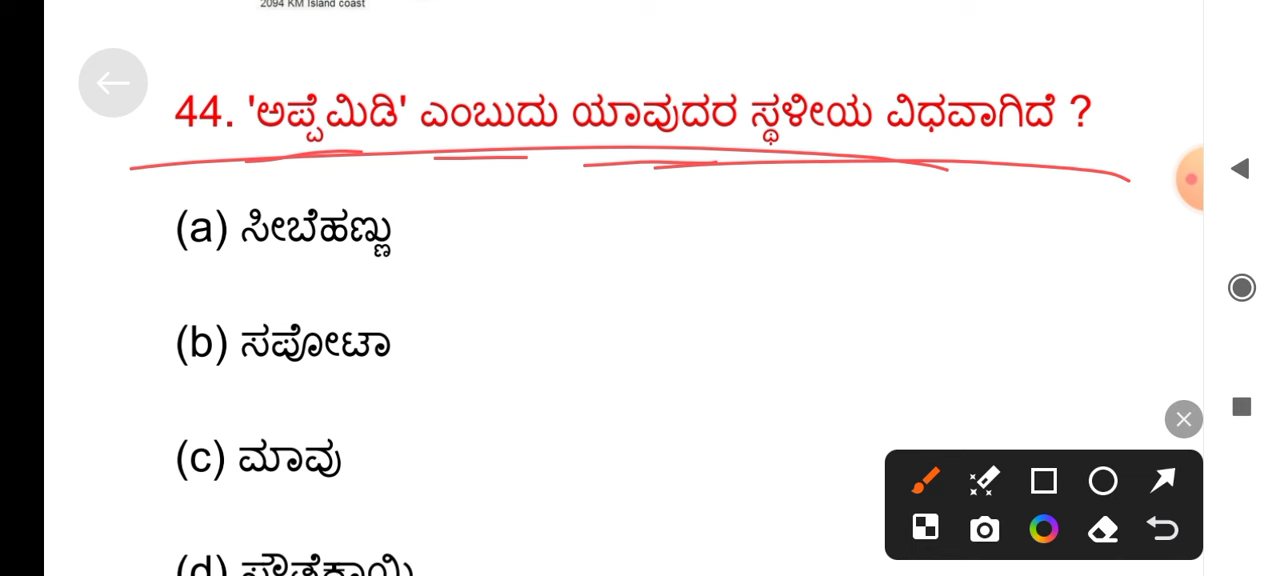 2094 KM Island coast
44. 'ಅಪ್ಪೆಮಿಡಿ' ಎಂಬುದು ಯಾವುದರ ಸ್ಥಳೀಯ ವಿಧವಾಗಿದೆ ?
(a) ಸೀಬೆಹಣ್ಣು
(b) ಸಪೋಟಾ
(c) ಮಾವು
(d) ಸೌತೆಕಾಯಿ